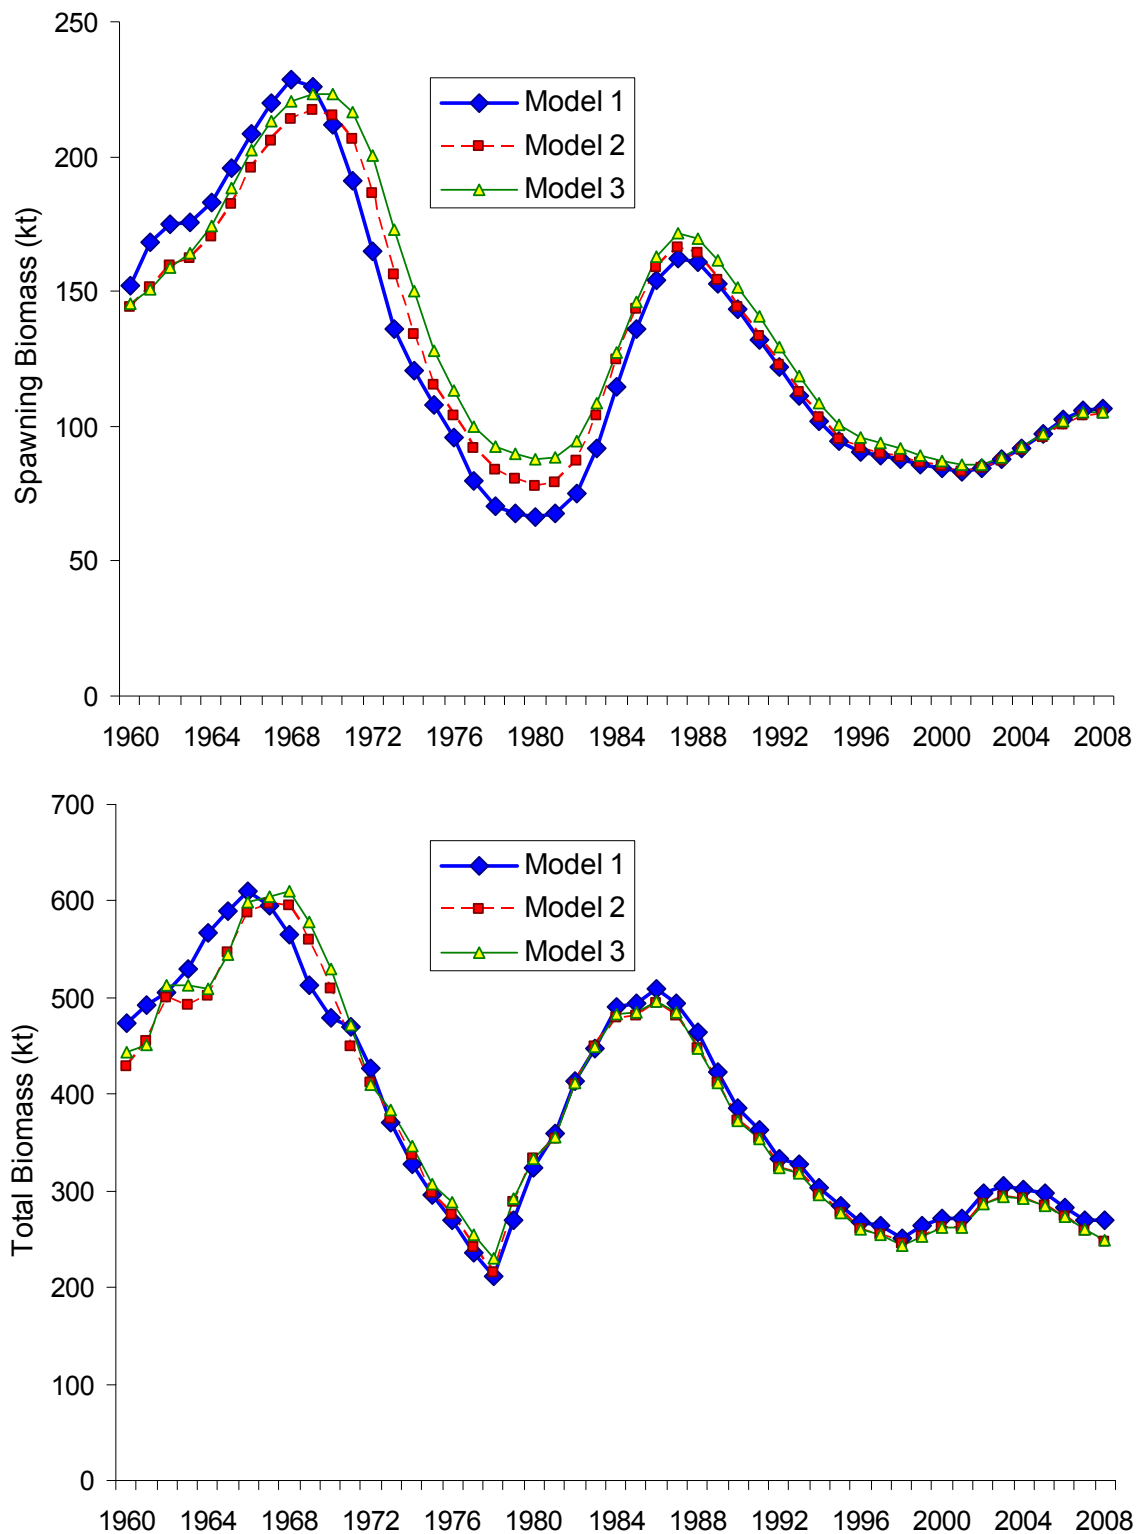 250
200
150
100
50
0
Spawning Biomass (kt)
Model 1
Model 2
Model 3
1960 1964 1968 1972 1976 1980 1984 1988 1992 1996 2000 2004 2008
700
600
500
400
300
200
100
0
Total Biomass (kt)
Model 1
Model 2
Model 3
1960 1964 1968 1972 1976 1980 1984 1988 1992 1996 2000 2004 2008